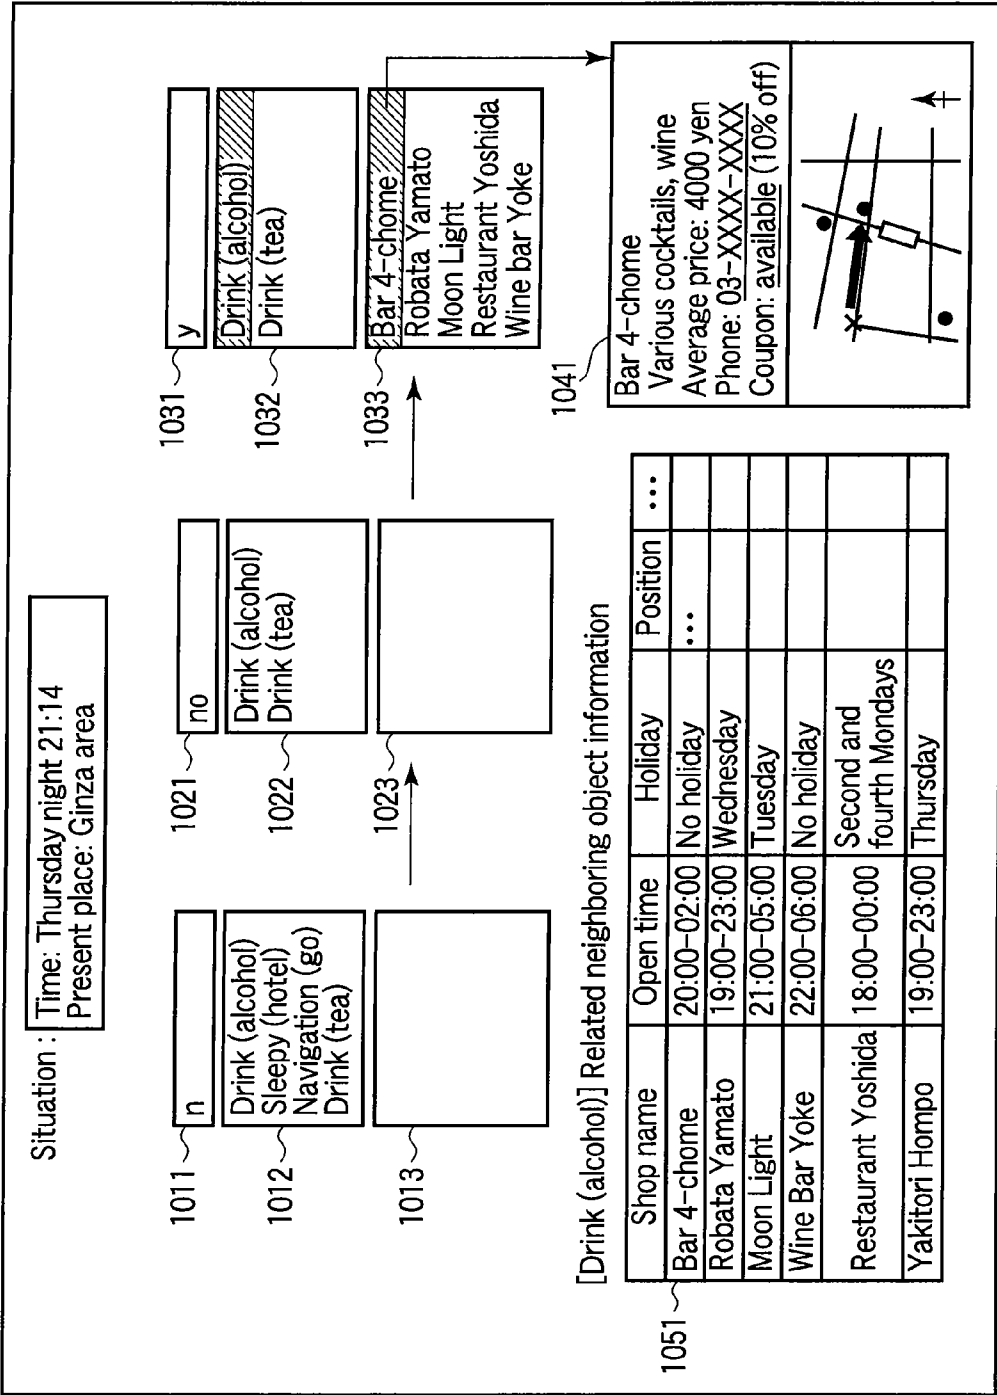 Situation : Time: Thursday night 21:14
Present place: Ginza area
1011
n
1012
Drink (alcohol)
Sleepy (hotel)
Navigation (go)
Drink (tea)
1013
1021
no
1022
Drink (alcohol)
Drink (tea)
1023
1031
y
1032
Drink (alcohol)
Drink (tea)
1033
Bar 4-chome
Robata Yamato
Moon Light
Restaurant Yoshida
Wine bar Yoke
[Drink (alcohol)] Related neighboring object information
1051
Shop name Open time Holiday Position ...
Bar 4-chome 20:00-02:00 No holiday ...
Robata Yamato 19:00-23:00 Wednesday
Moon Light 21:00-05:00 Tuesday
Wine Bar Yoke 22:00-06:00 No holiday
Restaurant Yoshida 18:00-00:00 Second and
fourth Mondays
Yakitori Hompo 19:00-23:00 Thursday
1041
Bar 4-chome
Various cocktails, wine
Average price: 4000 yen
Phone: 03-XXXX-XXXX
Coupon: available (10% off)